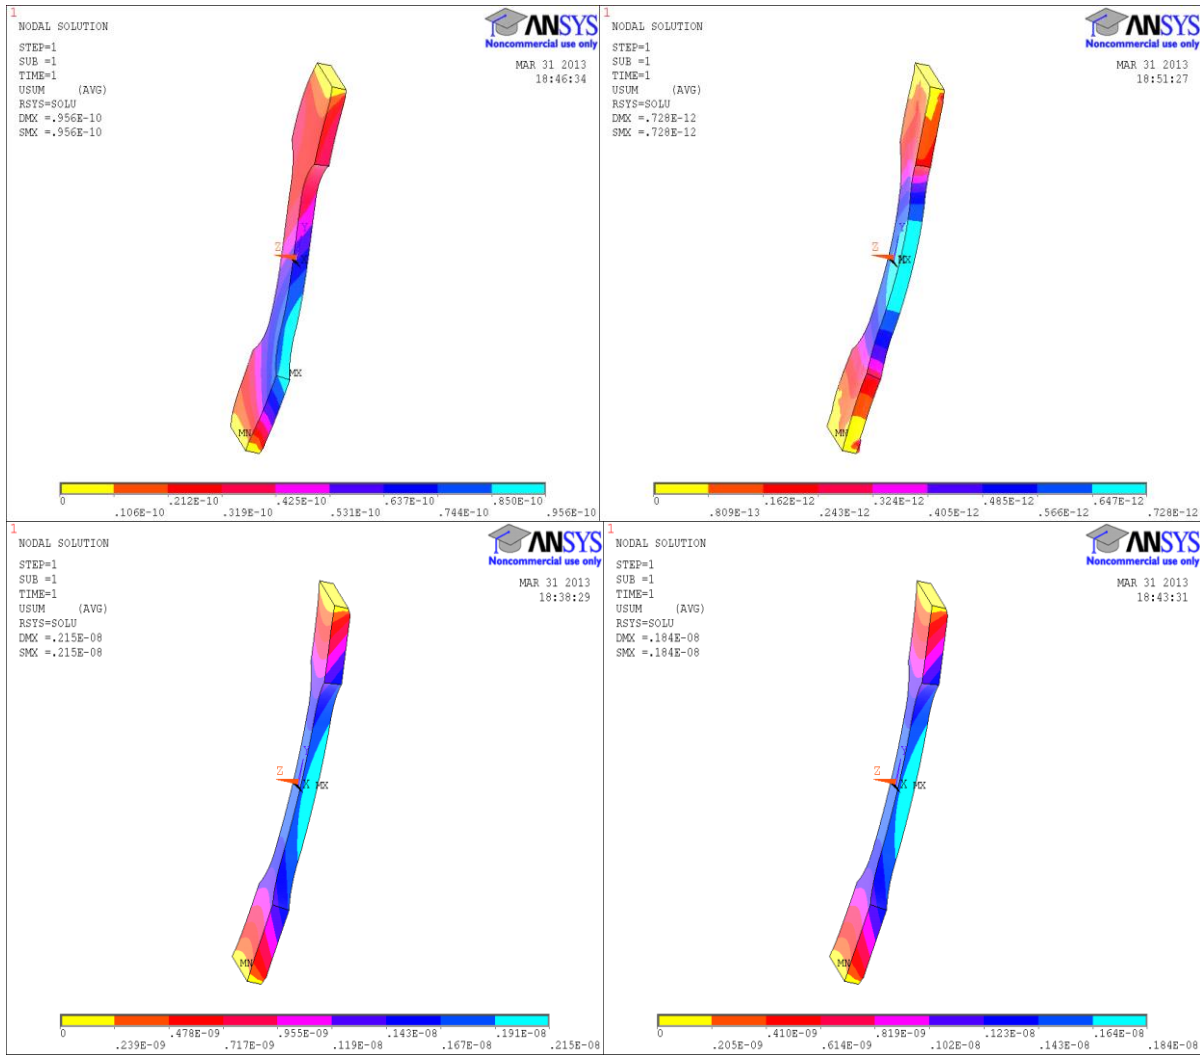 1
ANSYS
Noncommercial use only
NODAL SOLUTION
STEP=1
SUB =1
TIME=1
USUM (AVG)
RSYS=SOLU
DMX =.956E-10
SMX =.956E-10
MAR 31 2013
18:46:34
Y
Z
X
MX
MN
0 .212E-10 .425E-10 .637E-10 .850E-10
.106E-10 .319E-10 .531E-10 .744E-10 .956E-10
1
ANSYS
Noncommercial use only
NODAL SOLUTION
STEP=1
SUB =1
TIME=1
USUM (AVG)
RSYS=SOLU
DMX =.728E-12
SMX =.728E-12
MAR 31 2013
18:51:27
Y
Z
MX
MN
0 .162E-12 .324E-12 .485E-12 .647E-12
.809E-13 .243E-12 .405E-12 .566E-12 .728E-12
1
ANSYS
Noncommercial use only
NODAL SOLUTION
STEP=1
SUB =1
TIME=1
USUM (AVG)
RSYS=SOLU
DMX =.215E-08
SMX =.215E-08
MAR 31 2013
18:38:29
Y
Z
X MX
MN
0 .478E-09 .955E-09 .143E-08 .191E-08
.239E-09 .717E-09 .119E-08 .167E-08 .215E-08
1
ANSYS
Noncommercial use only
NODAL SOLUTION
STEP=1
SUB =1
TIME=1
USUM (AVG)
RSYS=SOLU
DMX =.184E-08
SMX =.184E-08
MAR 31 2013
18:43:31
Y
Z
X MX
MN
0 .410E-09 .819E-09 .123E-08 .164E-08
.205E-09 .614E-09 .102E-08 .143E-08 .184E-08